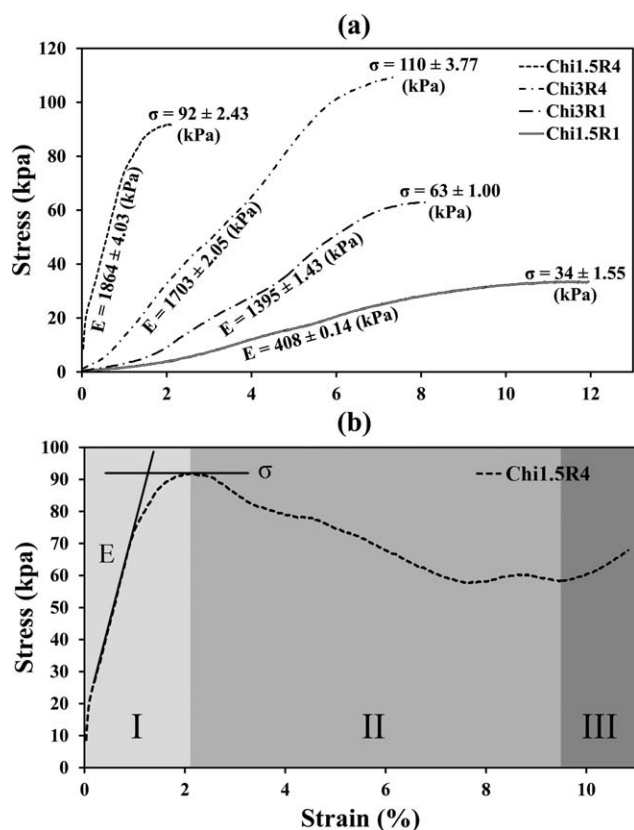 (a)
Stress (kpa)
120
100
80
60
40
20
0
0
2
4
6
8
10
12
σ = 92 ± 2.43
(kPa)
σ = 110 ± 3.77
(kPa)
σ = 63 ± 1.00
(kPa)
σ = 34 ± 1.55
(kPa)
E = 1864 ± 4.03 (kPa)
E = 1703 ± 2.05 (kPa)
E = 1395 ± 1.43 (kPa)
E = 408 ± 0.14 (kPa)
Chi1.5R4
Chi3R4
Chi3R1
Chi1.5R1
(b)
Stress (kpa)
100
90
80
70
60
50
40
30
20
10
0
E
σ
Chi1.5R4
I
II
III
0
2
4
6
8
10
Strain (%)